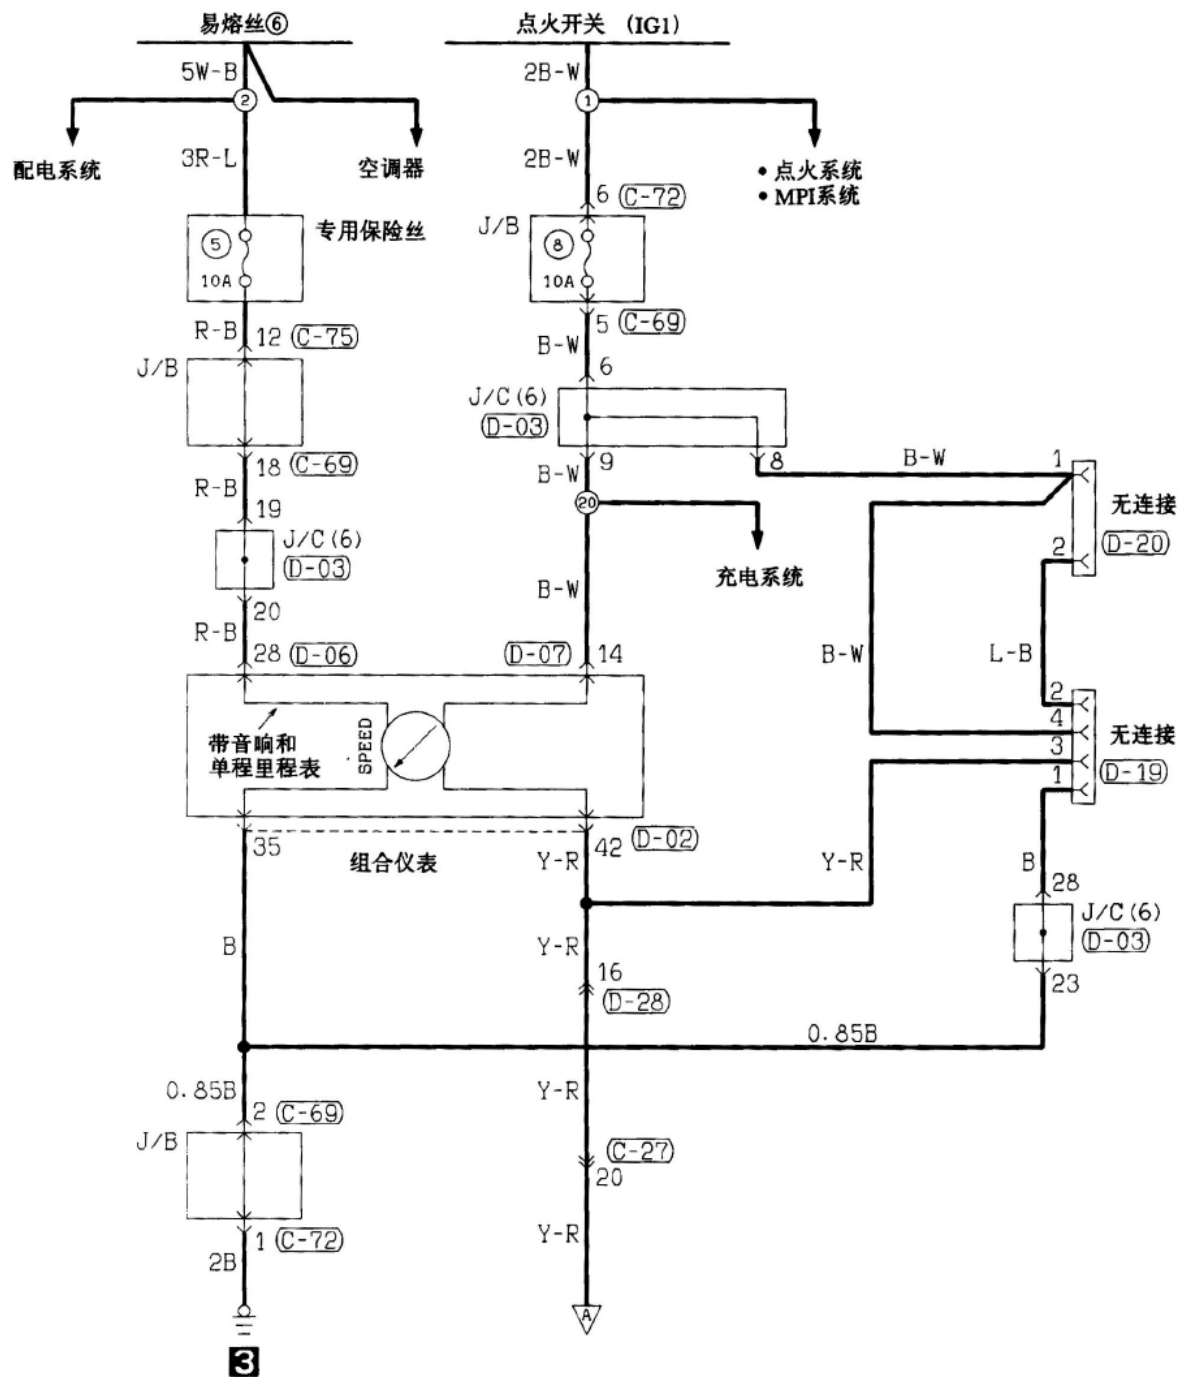 易熔丝⑥
点火开关 (IG1)
5W-B
2B-W
②
①
配电系统
3R-L
空调器
2B-W
• 点火系统
• MPI系统
6 (C-72)
专用保险丝
J/B
⑤
10A
⑧
10A
R-B
12 (C-75)
5 (C-69)
B-W
J/B
6
J/C(6)
(D-03)
18 (C-69)
B-W
9
8
B-W
1
R-B
19
⑳
无连接
J/C(6)
(D-03)
2
(D-20)
充电系统
20
B-W
R-B
28 (D-06)
(D-07) 14
B-W
L-B
2
4
带音响和
单程里程表
SPEED
无连接
3
(D-19)
1
35
42
(D-02)
组合仪表
Y-R
Y-R
B
28
J/C(6)
(D-03)
B
Y-R
16
(D-28)
23
0.85B
0.85B
Y-R
2 (C-69)
J/B
(C-27)
20
1 (C-72)
Y-R
2B
A
3